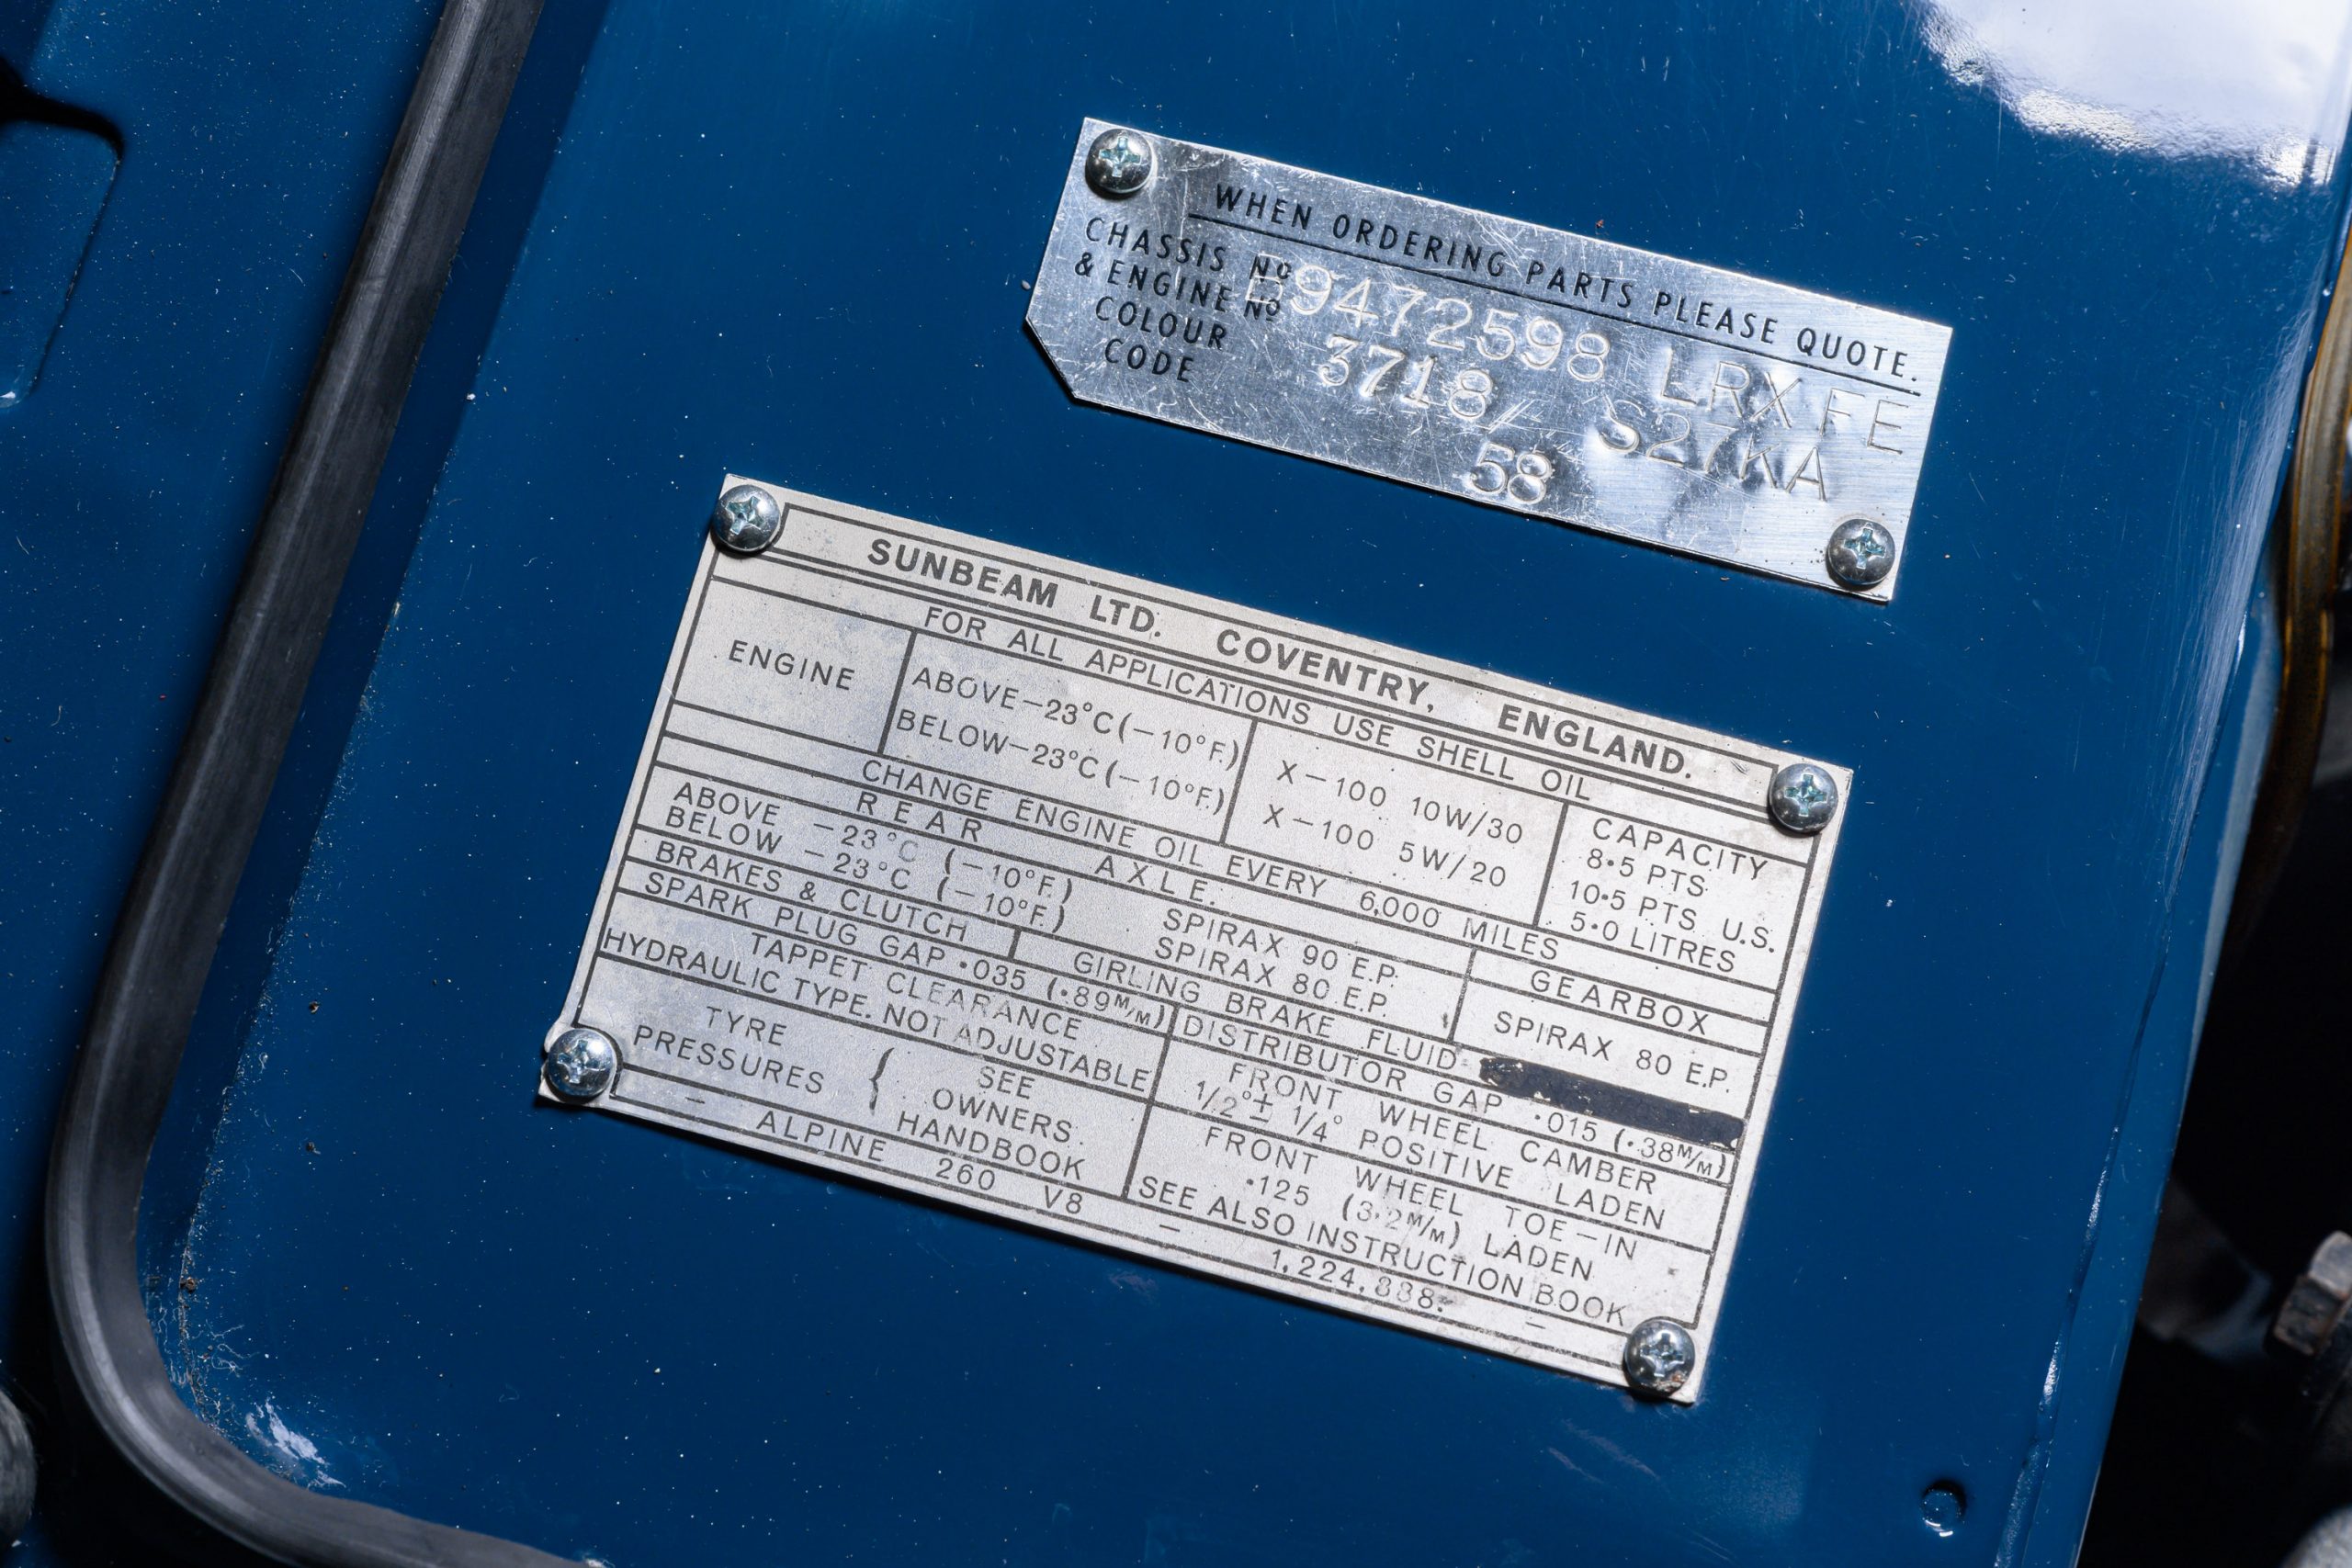 WHEN ORDERING PARTS PLEASE QUOTE.
CHASSIS Nº
& ENGINE Nº
B9472598 LRX FE
COLOUR
CODE
3718/ S27KA
58
SUNBEAM LTD. COVENTRY, ENGLAND.
FOR ALL APPLICATIONS USE SHELL OIL
ENGINE
ABOVE -23°C (-10°F.)
BELOW -23°C (-10°F.)
X-100 10W/30
X-100 5W/20
CAPACITY
8·5 PTS
10·5 PTS U.S.
5·0 LITRES
CHANGE ENGINE OIL EVERY 6,000 MILES
REAR AXLE.
GEARBOX
ABOVE -23°C (-10°F.) SPIRAX 90 E.P.
BELOW -23°C (-10°F.) SPIRAX 80 E.P.
SPIRAX 80 E.P.
BRAKES & CLUTCH
GIRLING BRAKE FLUID
SPARK PLUG GAP ·035 (·89M/M)
DISTRIBUTOR GAP ·015 (·38M/M)
TAPPET CLEARANCE
HYDRAULIC TYPE. NOT ADJUSTABLE
FRONT WHEEL CAMBER
1/2°± 1/4° POSITIVE LADEN
TYRE
PRESSURES
SEE
OWNERS
HANDBOOK
FRONT WHEEL TOE-IN
·125 (3·2M/M) LADEN
SEE ALSO INSTRUCTION BOOK
- ALPINE 260 V8 - 1,224,888. -